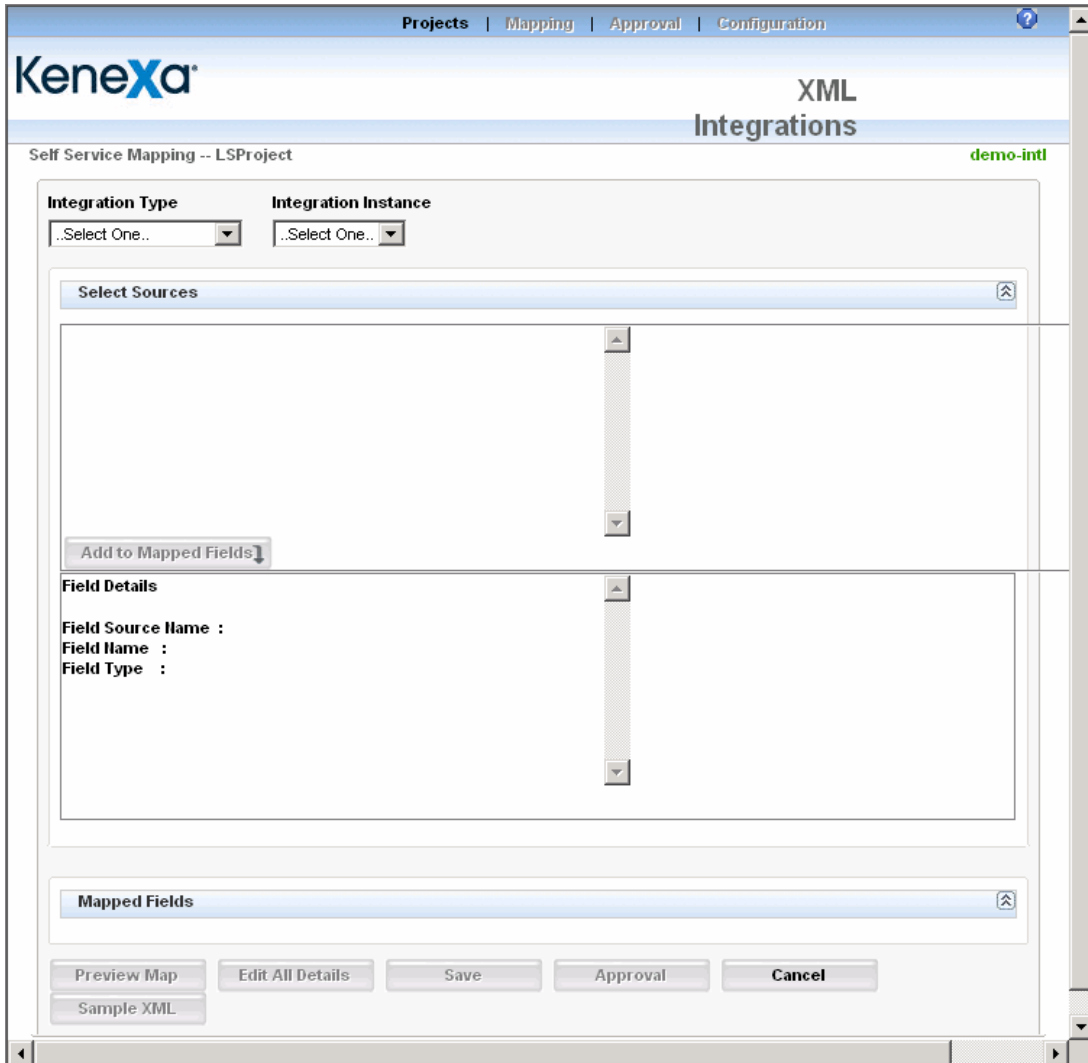 Projects | Mapping | Approval | Configuration
?
Kenexa
XML
Integrations
Self Service Mapping -- LSProject
demo-intl
Integration Type Integration Instance
..Select One.. ..Select One..
Select Sources
Add to Mapped Fields
Field Details
Field Source Name :
Field Name :
Field Type :
Mapped Fields
Preview Map Edit All Details Save Approval Cancel
Sample XML